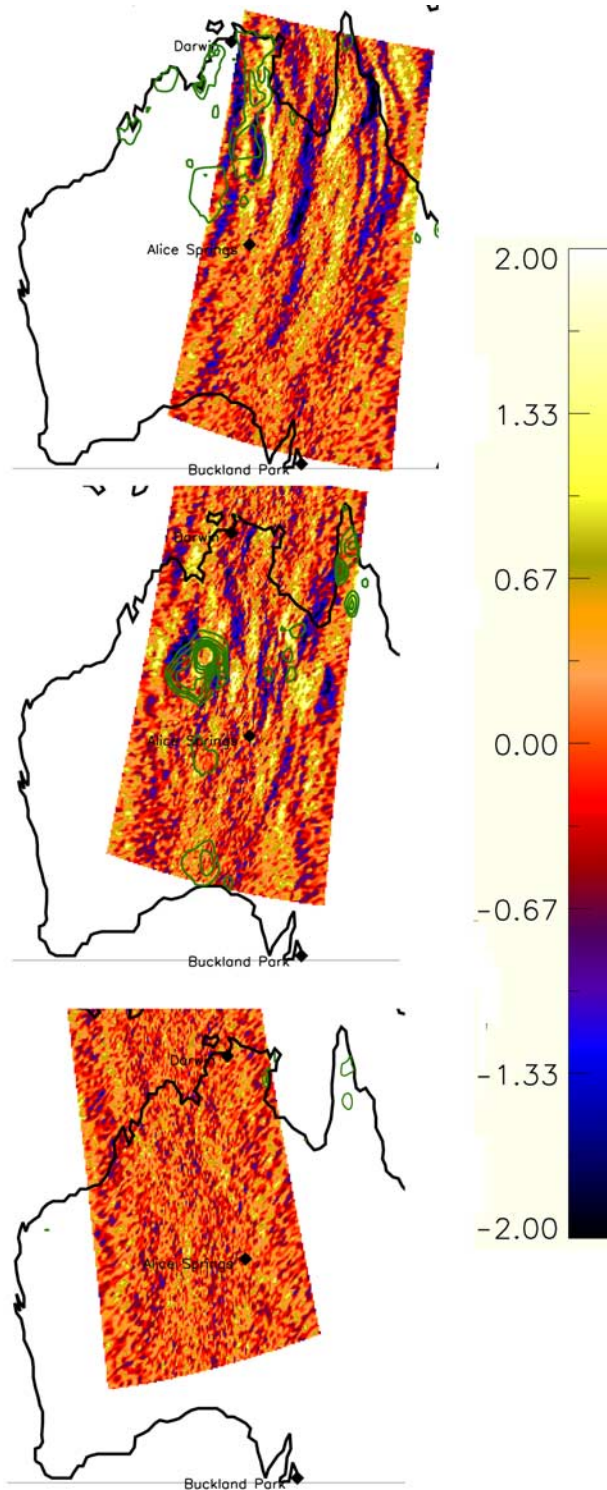 Darwin
Alice Springs
Buckland Park
Darwin
Alice Springs
Buckland Park
Darwin
Alice Springs
Buckland Park
2.00
1.33
0.67
0.00
-0.67
-1.33
-2.00